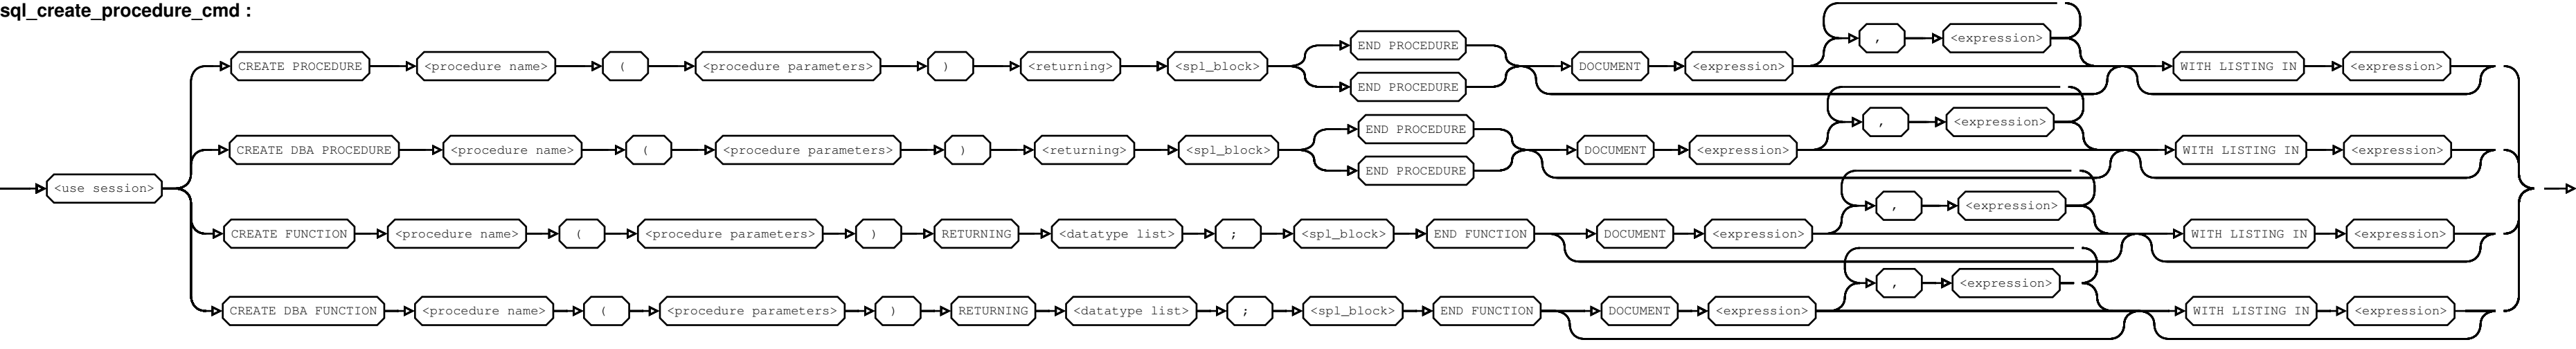 sql_create_procedure_cmd :
, <expression>
END PROCEDURE
CREATE PROCEDURE <procedure name> ( <procedure parameters> ) <returning> <spl_block> DOCUMENT <expression> WITH LISTING IN <expression>
END PROCEDURE
, <expression>
END PROCEDURE
CREATE DBA PROCEDURE <procedure name> ( <procedure parameters> ) <returning> <spl_block> DOCUMENT <expression> WITH LISTING IN <expression>
END PROCEDURE
<use session>
, <expression>
CREATE FUNCTION <procedure name> ( <procedure parameters> ) RETURNING <datatype list> ; <spl_block> END FUNCTION DOCUMENT <expression> WITH LISTING IN <expression>
, <expression>
CREATE DBA FUNCTION <procedure name> ( <procedure parameters> ) RETURNING <datatype list> ; <spl_block> END FUNCTION DOCUMENT <expression> WITH LISTING IN <expression>